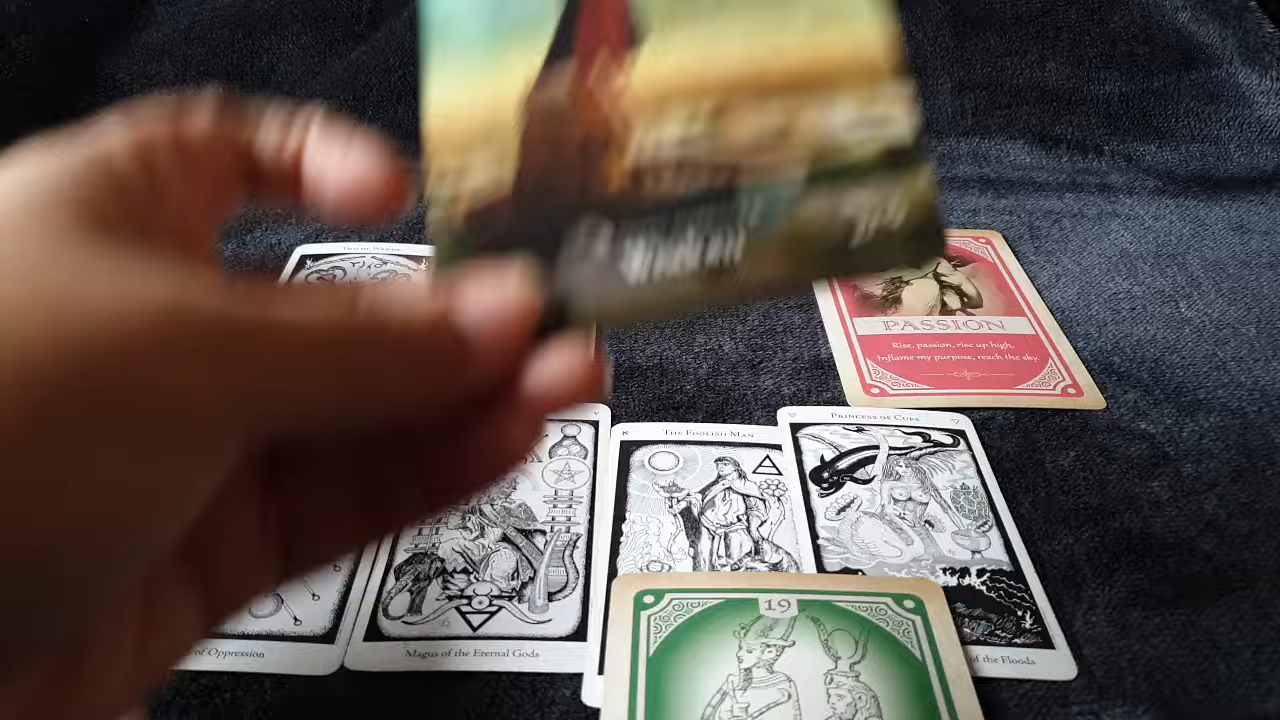 PASSION
Rise, passion, rise up high,
Inflame my purpose, reach the sky.
The Foolish Man
Princess of Cups
19
of Oppression
Magus of the Eternal Gods
of the Floods